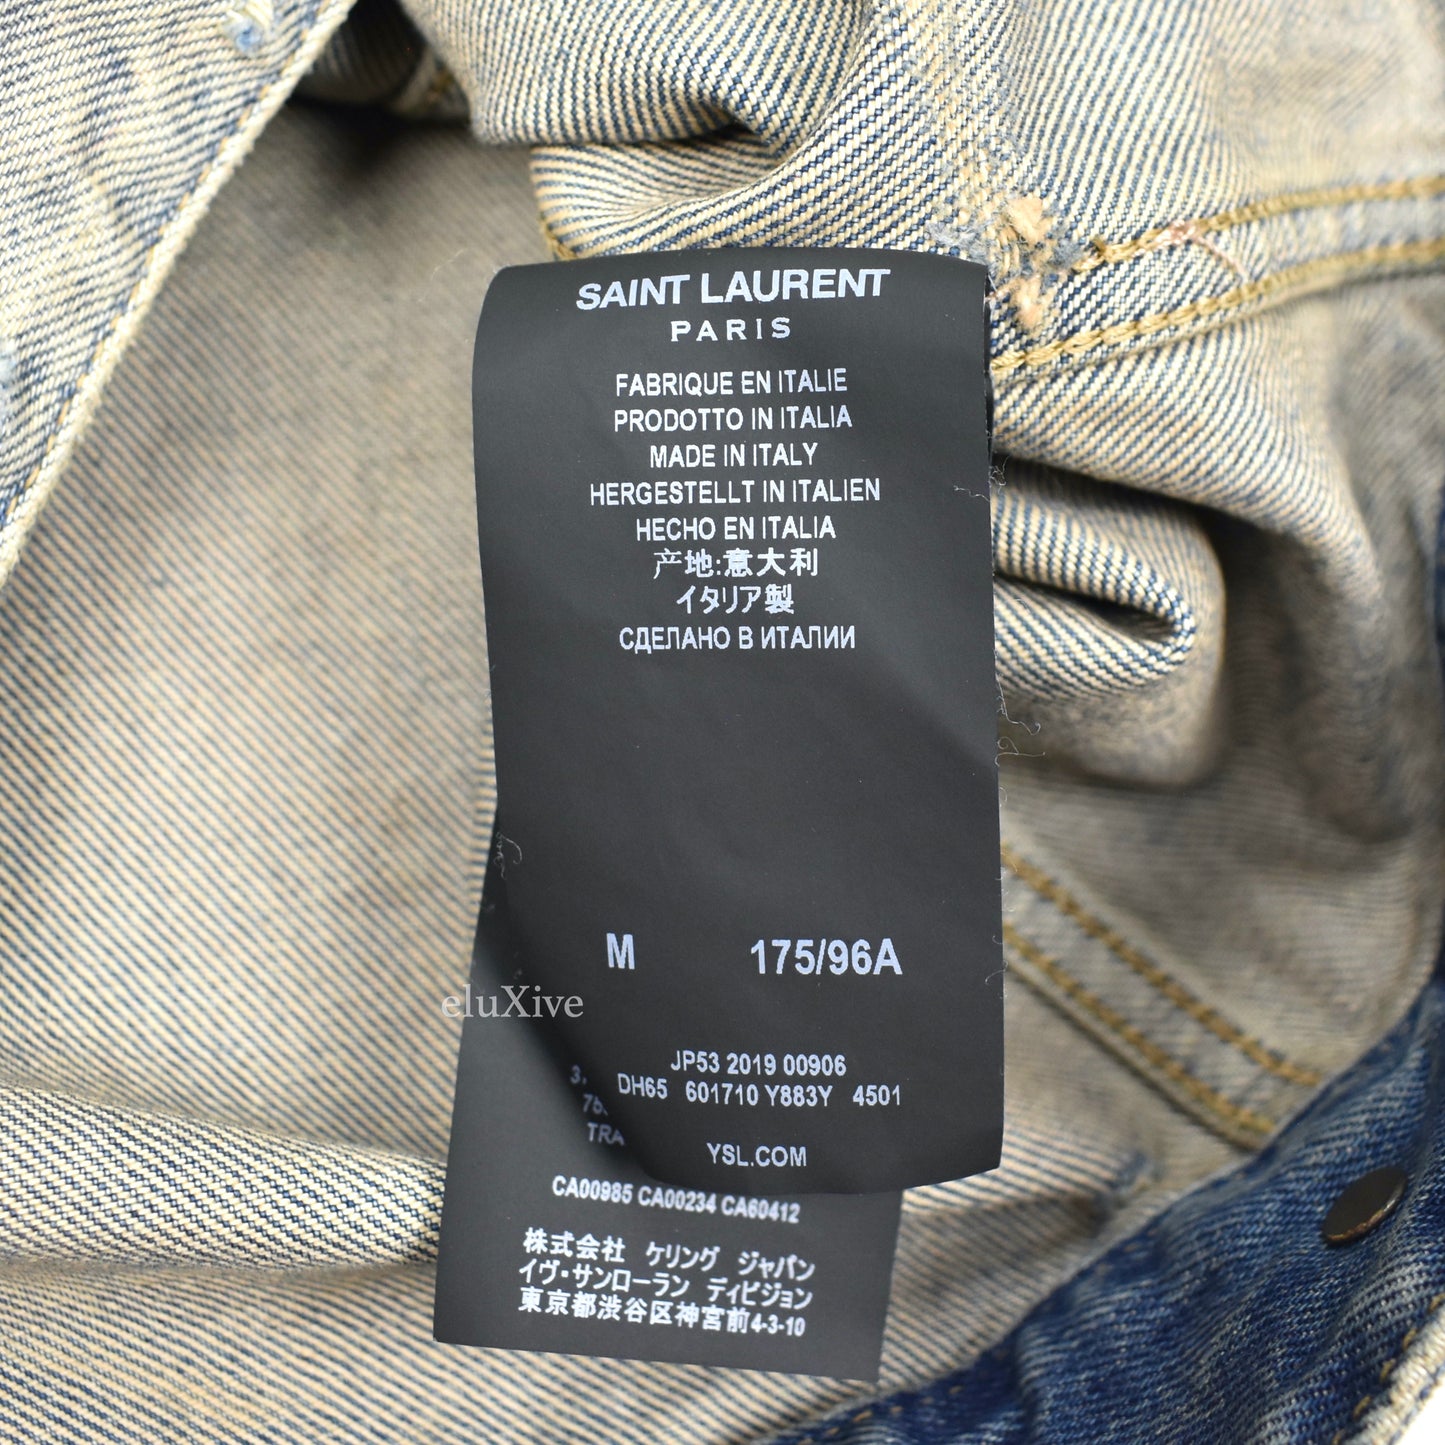 SAINT LAURENT
PARIS
FABRIQUE EN ITALIE
PRODOTTO IN ITALIA
MADE IN ITALY
HERGESTELLT IN ITALIEN
HECHO EN ITALIA
产地:意大利
イタリア製
СДЕЛАНО В ИТАЛИИ
M 175/96A
eluXive
JP53 2019 00906
DH65 601710 Y883Y 4501
YSL.COM
CA00985 CA00234 CA60412
株式会社 ケリング ジャパン
イヴ・サンローラン ディビジョン
東京都渋谷区神宮前4-3-10